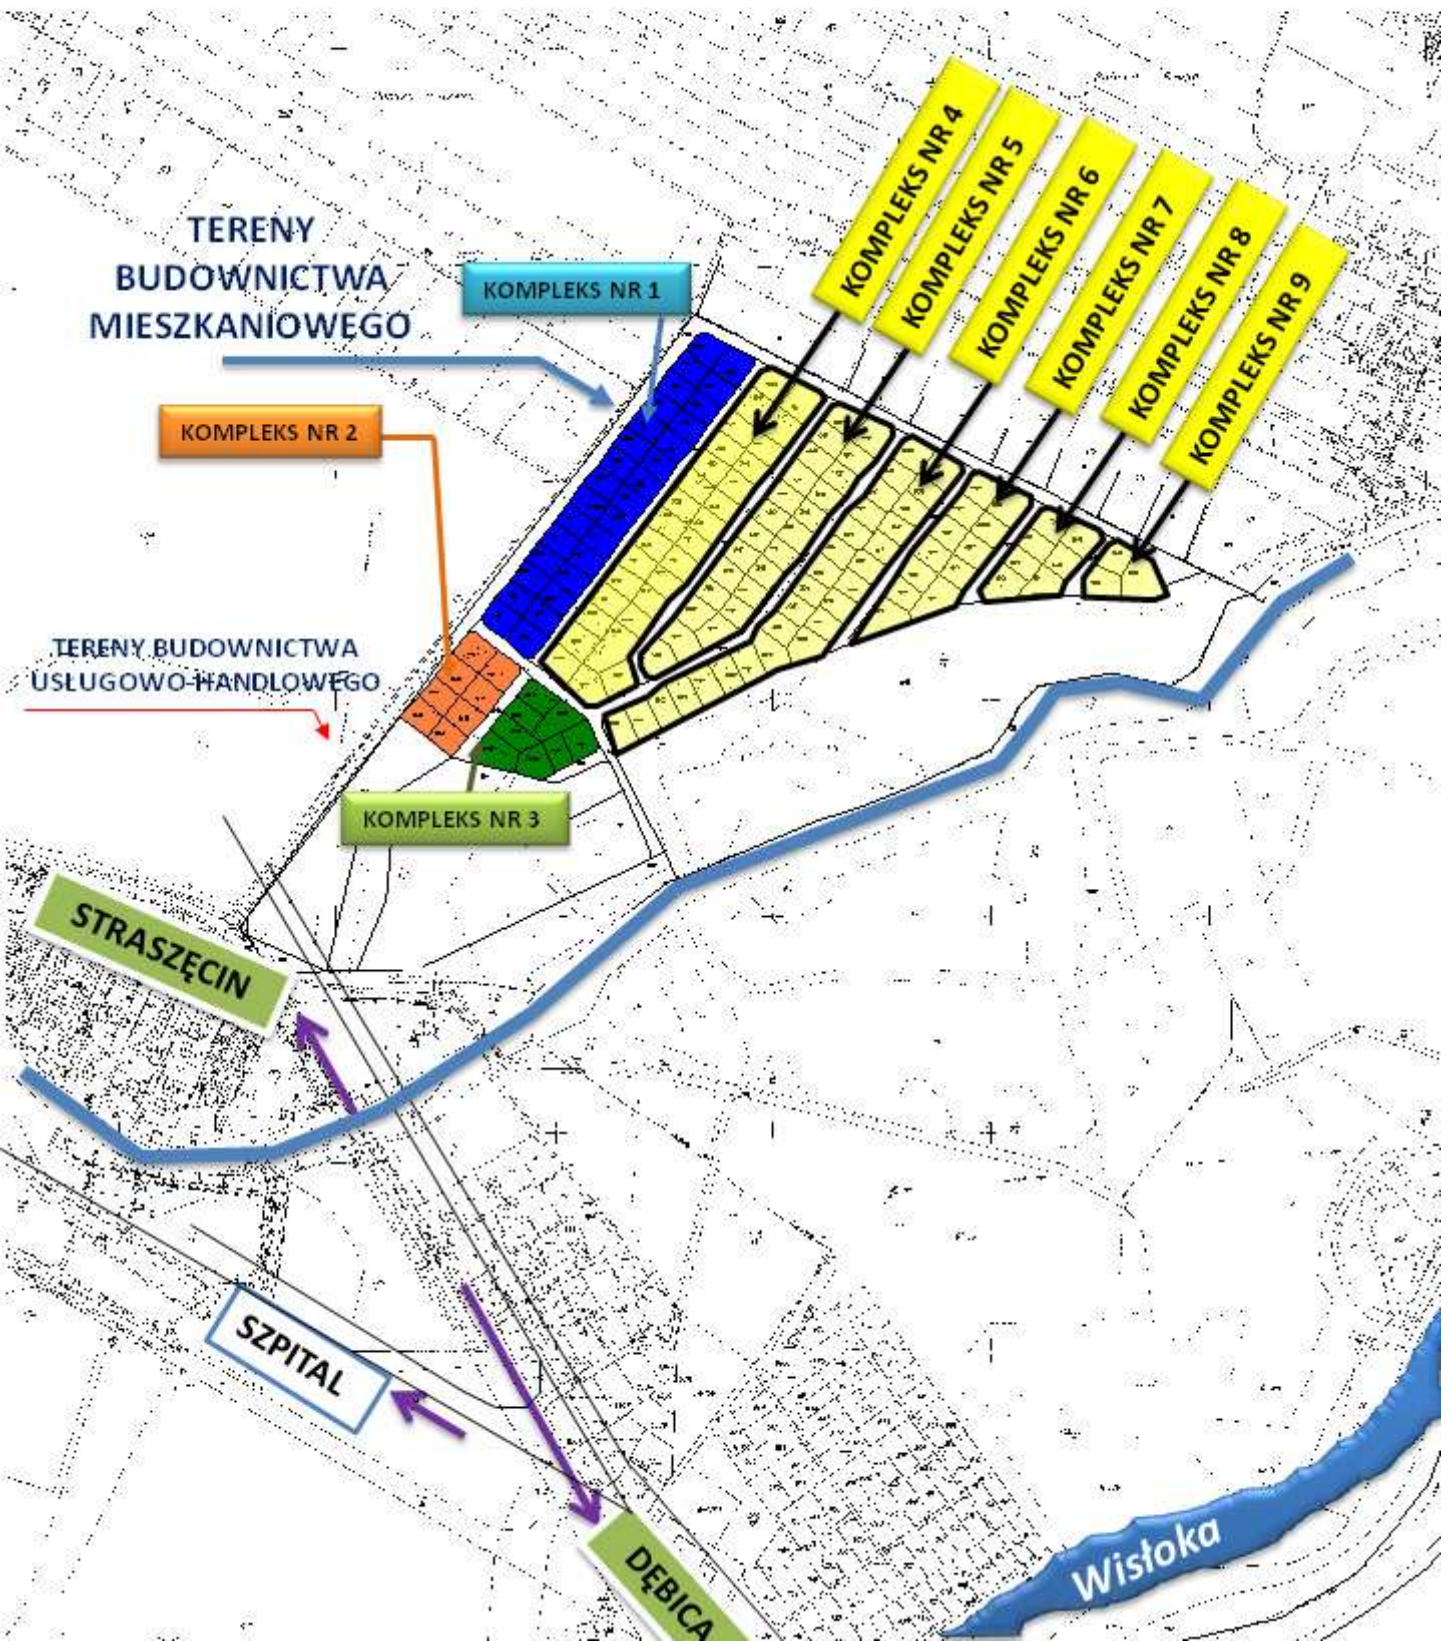 KOMPLEKS NR 4
KOMPLEKS NR 5
KOMPLEKS NR 6
KOMPLEKS NR 7
KOMPLEKS NR 8
KOMPLEKS NR 9
TERENY
BUDOWNICTWA
MIESZKANIOWEGO
KOMPLEKS NR 1
KOMPLEKS NR 2
TERENY BUDOWNICTWA
USŁUGOWO-HANDLOWEGO
KOMPLEKS NR 3
STRASZĘCIN
SZPITAL
DĘBICA
Wisłoka